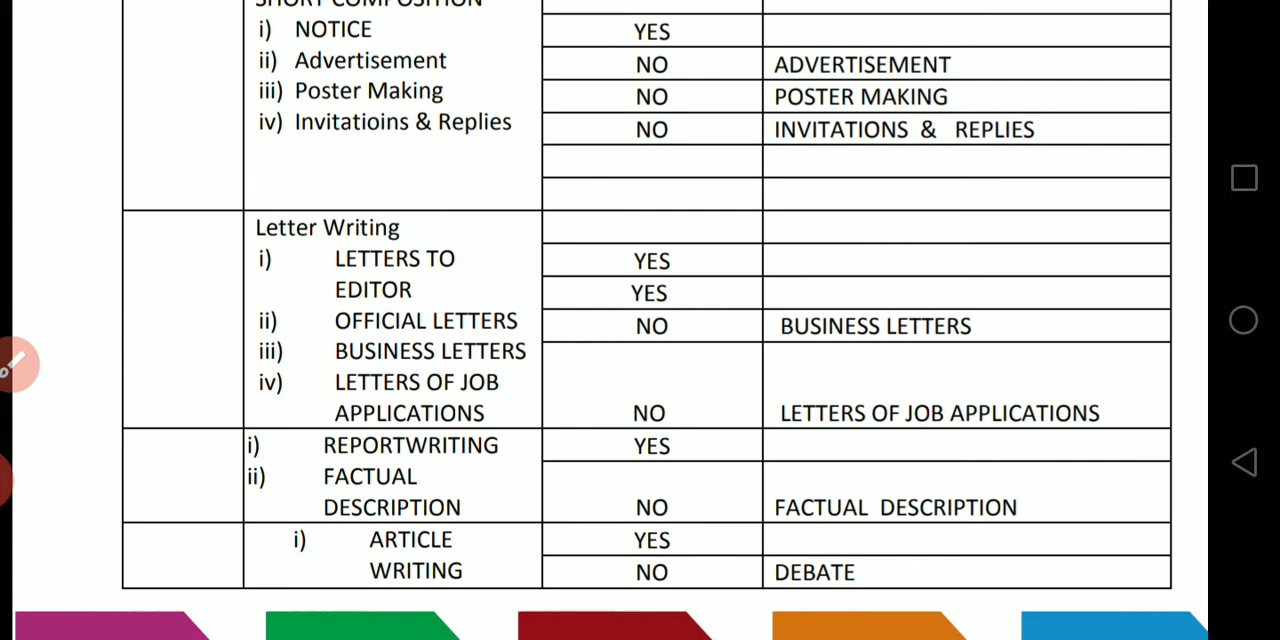 SHORT COMPOSITION
i) NOTICE YES
ii) Advertisement NO ADVERTISEMENT
iii) Poster Making NO POSTER MAKING
iv) Invitatioins & Replies NO INVITATIONS & REPLIES
Letter Writing
i) LETTERS TO YES
EDITOR YES
ii) OFFICIAL LETTERS NO BUSINESS LETTERS
iii) BUSINESS LETTERS
iv) LETTERS OF JOB
APPLICATIONS NO LETTERS OF JOB APPLICATIONS
i) REPORTWRITING YES
ii) FACTUAL
DESCRIPTION NO FACTUAL DESCRIPTION
i) ARTICLE YES
WRITING NO DEBATE